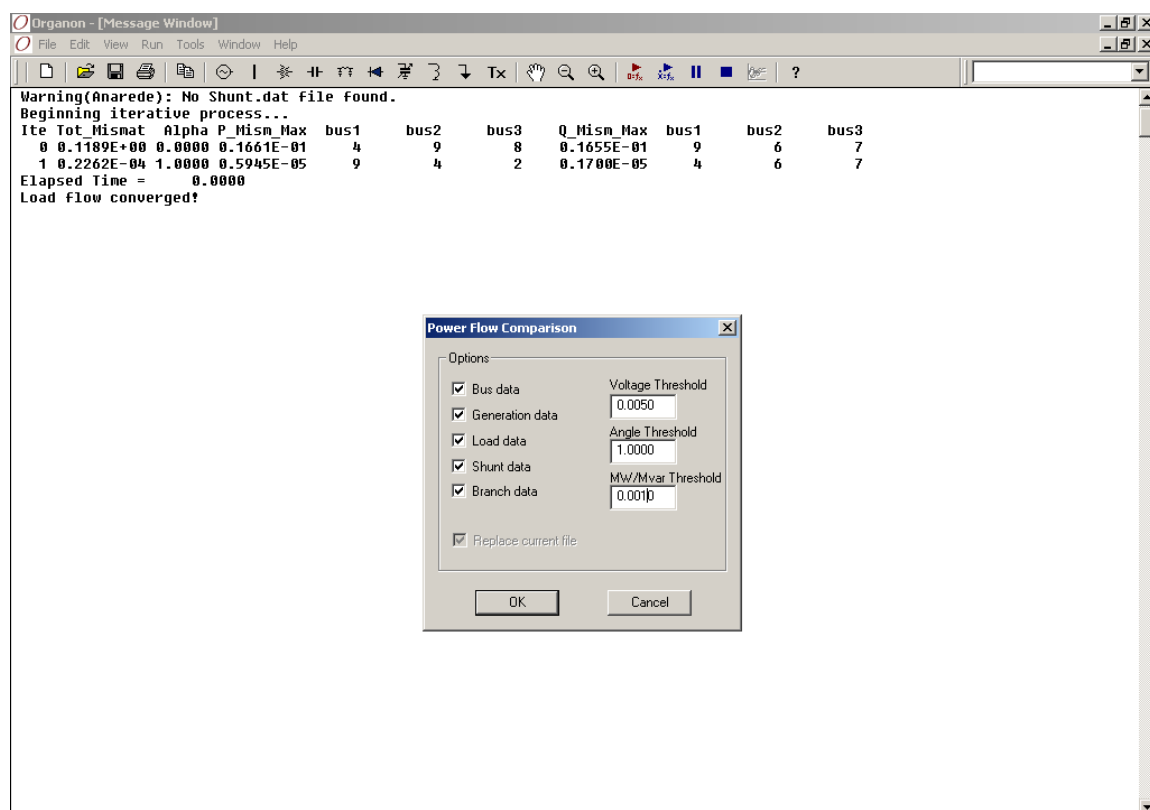 Organon - [Message Window]
File Edit View Run Tools Window Help
Tx ?
Warning(Anarede): No Shunt.dat file found.
Beginning iterative process...
Ite Tot_Mismat Alpha P_Mism_Max bus1 bus2 bus3 Q_Mism_Max bus1 bus2 bus3
0 0.1189E+00 0.0000 0.1661E-01 4 9 8 0.1655E-01 9 6 7
1 0.2262E-04 1.0000 0.5945E-05 9 4 2 0.1700E-05 4 6 7
Elapsed Time = 0.0000
Load flow converged!
Power Flow Comparison
Options
Bus data
Generation data
Load data
Shunt data
Branch data
Replace current file
Voltage Threshold
0.0050
Angle Threshold
1.0000
MW/Mvar Threshold
0.0010
OK
Cancel